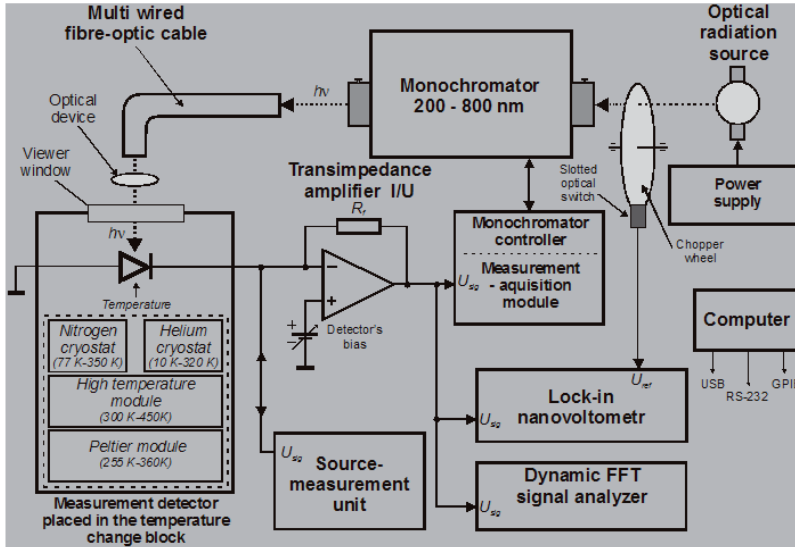 Multi wired
fibre-optic cable
Optical
radiation
source
Monochromator
200 - 800 nm
hν
Optical
device
Viewer
window
hν
Transimpedance
amplifier I/U
Rf
Slotted
optical
switch
Power
supply
Chopper
wheel
Monochromator
controller
Usig
Measurement
- aquisition
module
Temperature
Detector's
bias
Nitrogen
cryostat
(77 K-350 K)
Helium
cryostat
(10 K-320 K)
High temperature
module
(300 K-450K)
Peltier module
(255 K-360K)
Measurement detector
placed in the temperature
change block
Usig
Source-
measurement
unit
Uref
Lock-in
nanovoltometr
Usig
Dynamic FFT
signal analyzer
Usig
Computer
USB
RS-232